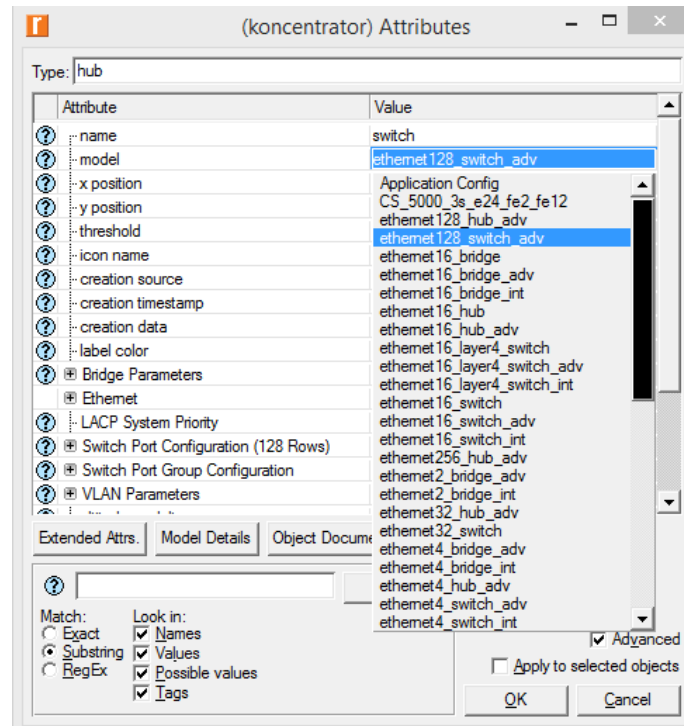 (koncentrator) Attributes
Type: hub
Attribute Value
name switch
model ethernet128_switch_adv
x position
y position
threshold
icon name
creation source
creation timestamp
creation data
label color
Bridge Parameters
Ethernet
LACP System Priority
Switch Port Configuration (128 Rows)
Switch Port Group Configuration
VLAN Parameters
Application Config
CS_5000_3s_e24_fe2_fe12
ethernet128_hub_adv
ethernet128_switch_adv
ethernet16_bridge
ethernet16_bridge_adv
ethernet16_bridge_int
ethernet16_hub
ethernet16_hub_adv
ethernet16_layer4_switch
ethernet16_layer4_switch_adv
ethernet16_layer4_switch_int
ethernet16_switch
ethernet16_switch_adv
ethernet16_switch_int
ethernet256_hub_adv
ethernet2_bridge_adv
ethernet2_bridge_int
ethernet32_hub_adv
ethernet32_switch
ethernet4_bridge_adv
ethernet4_bridge_int
ethernet4_hub_adv
ethernet4_switch_adv
ethernet4_switch_int
Extended Attrs. Model Details Object Docume
Match: Look in:
Exact Names
Substring Values
RegEx Possible values
Tags
Advanced
Apply to selected objects
OK Cancel